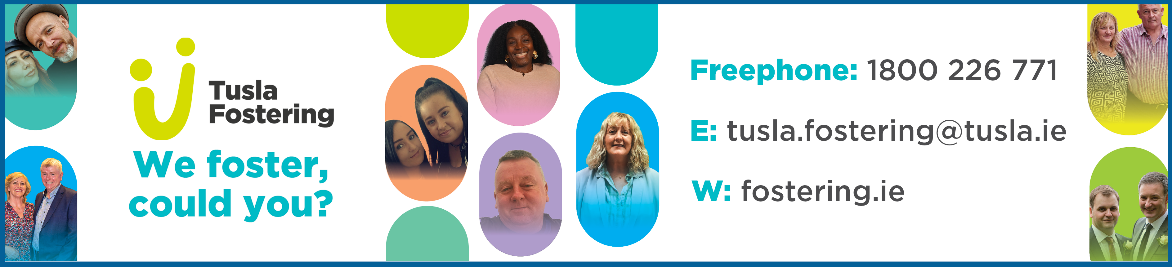 Tusla
Fostering
We foster,
could you?
Freephone: 1800 226 771
E: tusla.fostering@tusla.ie
W: fostering.ie